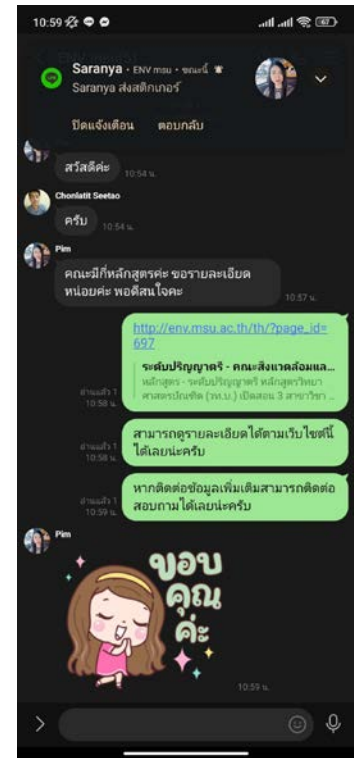 10:59
67
Saranya • ENV msu • ขณะนี้
Saranya ส่งสติกเกอร์
ปิดแจ้งเตือน ตอบกลับ
สวัสดีค่ะ
10:54 น.
Chonlatit Seetao
ครับ
10:54 น.
Pim
คณะมีกี่หลักสูตรค่ะ ขอรายละเอียด
หน่อยค่ะ พอดีสนใจคะ
10:57 น.
http://env.msu.ac.th/th/?page_id=
697
ระดับปริญญาตรี - คณะสิ่งแวดล้อมแล...
หลักสูตร - ระดับปริญญาตรี หลักสูตรวิทยา
ศาสตรบัณฑิต (วท.บ.) เปิดสอน 3 สาขาวิชา ...
อ่านแล้ว 1
10:58 น.
สามารถดูรายละเอียดได้ตามเว็บไซต์นี้
ได้เลยน่ะครับ
อ่านแล้ว 1
10:58 น.
หากติดต่อข้อมูลเพิ่มเติมสามารถติดต่อ
สอบถามได้เลยน่ะครับ
อ่านแล้ว 1
10:59 น.
Pim
ขอบ
คุณ
ค่ะ
10:59 น.